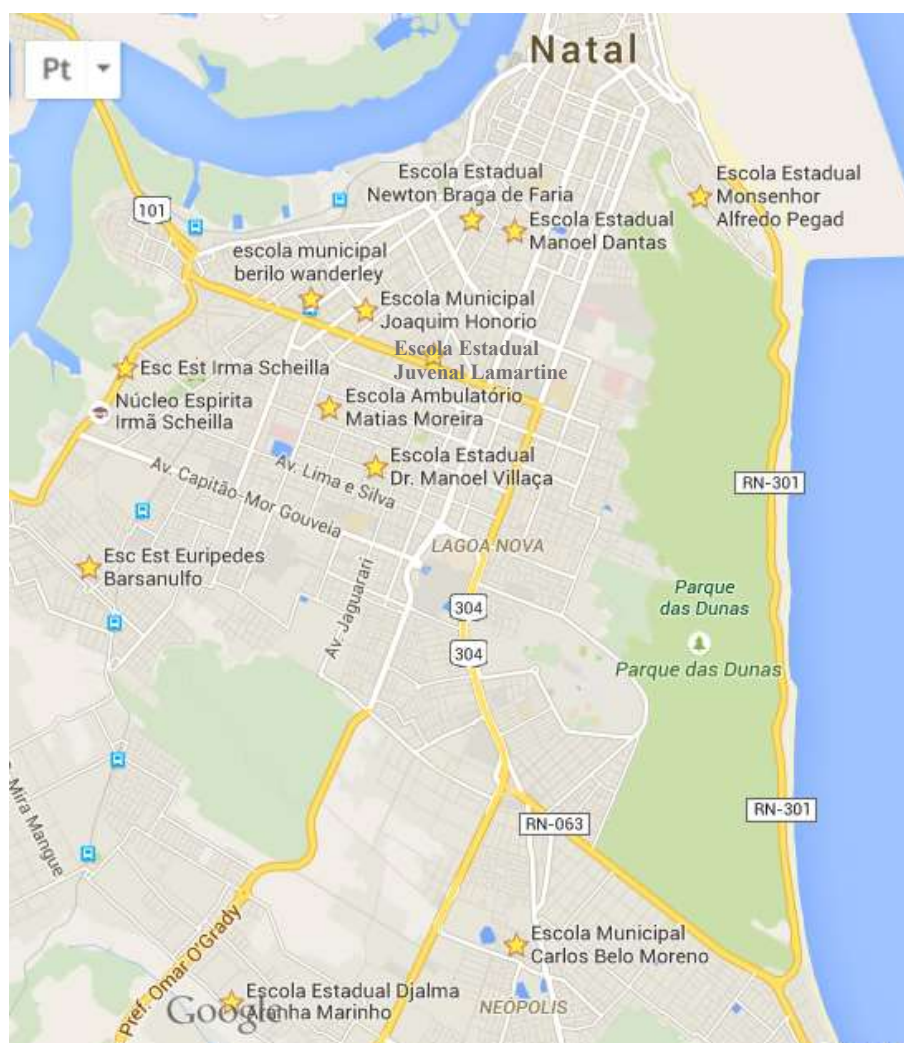 Pt
Natal
Escola Estadual
Newton Braga de Faria
Escola Estadual
Monsenhor
Alfredo Pegad
Escola Estadual
Manoel Dantas
101
escola municipal
berilo wanderley
Escola Municipal
Joaquim Honorio
Escola Estadual
Juvenal Lamartine
Esc Est Irma Scheilla
Escola Ambulatório
Matias Moreira
Núcleo Espirita
Irmã Scheilla
Escola Estadual
Dr. Manoel Villaça
Av. Lima e Silva
Av. Capitão-Mor Gouveia
RN-301
LAGOA NOVA
Esc Est Euripedes
Barsanulfo
Av. Jaguarari
304
304
Parque
das Dunas
Parque das Dunas
Mira Mangue
RN-063
RN-301
Escola Municipal
Carlos Belo Moreno
Pref. Omar O'Grady
Escola Estadual Djalma
Aranha Marinho
Google
NEÓPOLIS